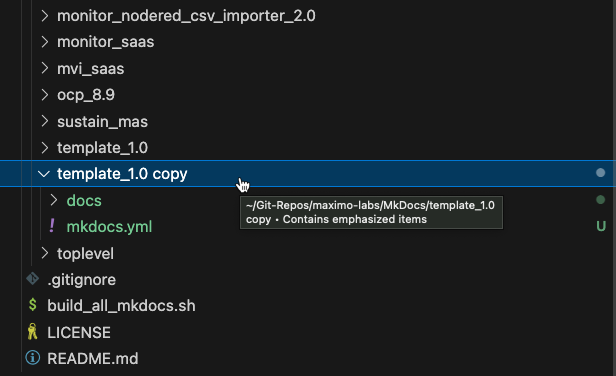 monitor_nodered_csv_importer_2.0
monitor_saas
mvi_saas
ocp_8.9
sustain_mas
template_1.0
template_1.0 copy
docs
~/Git-Repos/maximo-labs/MkDocs/template_1.0
copy • Contains emphasized items
! mkdocs.yml U
toplevel
.gitignore
$ build_all_mkdocs.sh
LICENSE
README.md